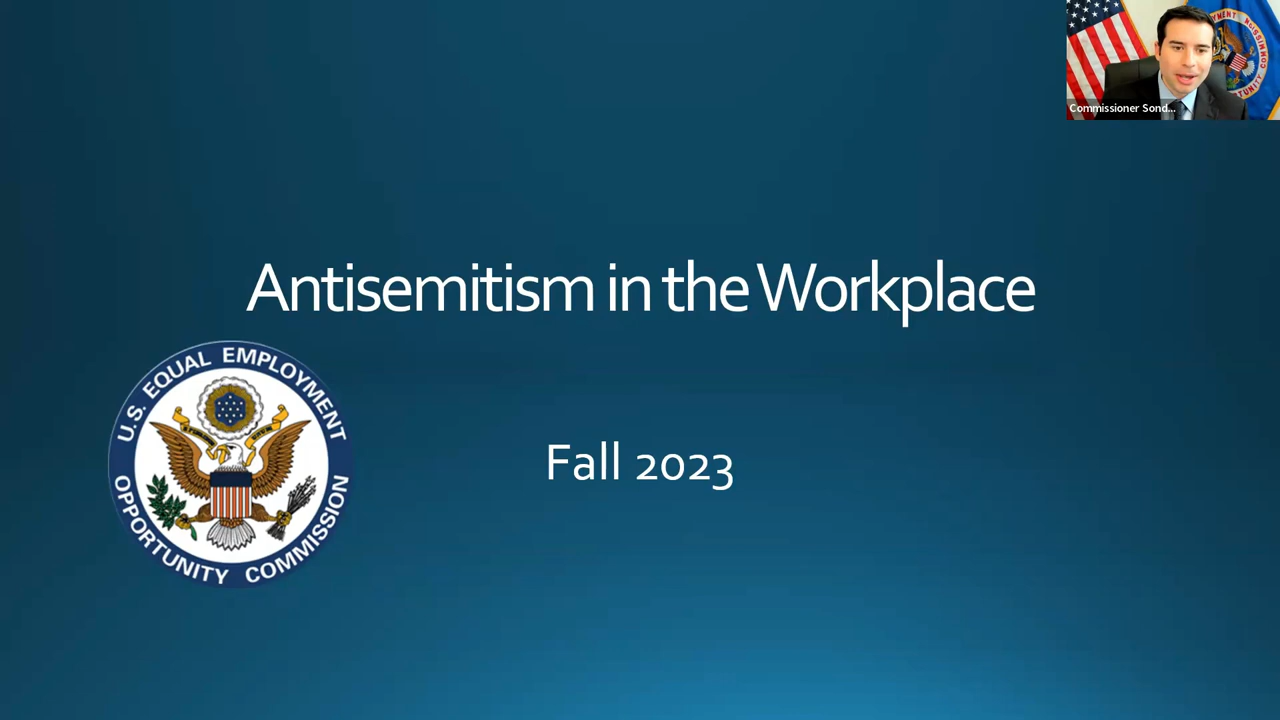 Commissioner Sond...
Antisemitism in the Workplace
U.S. EQUAL EMPLOYMENT
OPPORTUNITY COMMISSION
Fall 2023